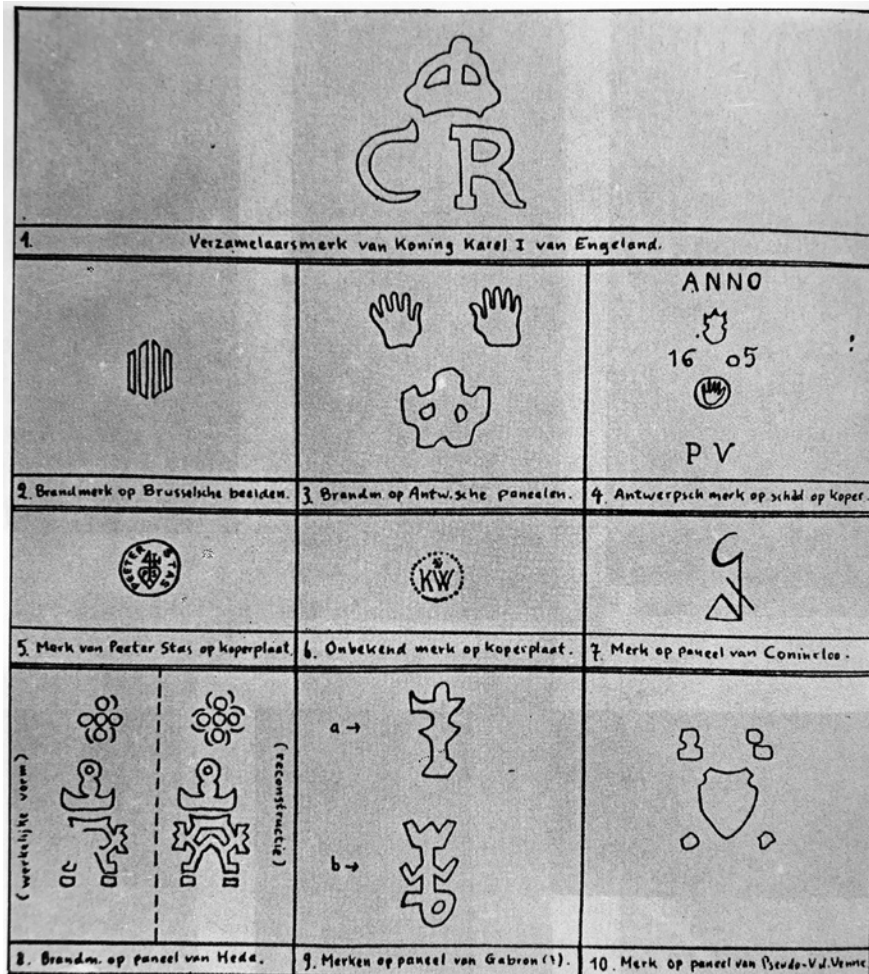 CR
1. Verzamelaarsmerk van Koning Karel I van Engeland.
2. Brandmerk op Brusselsche beelden.
3. Brandm. op Antw.sche paneelen.
ANNO
16 05
PV
4. Antwerpsch merk op schild op koper.
PEETER STAS
5. Merk van Peeter Stas op koperplaat.
KW
6. Onbekend merk op koperplaat.
7. Merk op paneel van Coninxloo.
(werkelijke vorm)
(reconstructie)
8. Brandm. op paneel van Heda.
a →
b →
9. Merken op paneel van Gabron (?).
10. Merk op paneel van Pseudo-V.d.Venne.